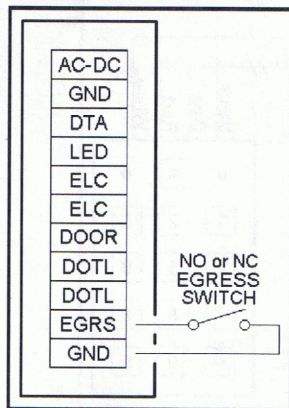 AC-DC
GND
DTA
LED
ELC
ELC
DOOR
DOTL
DOTL
EGRS
GND
NO or NC
EGRESS
SWITCH